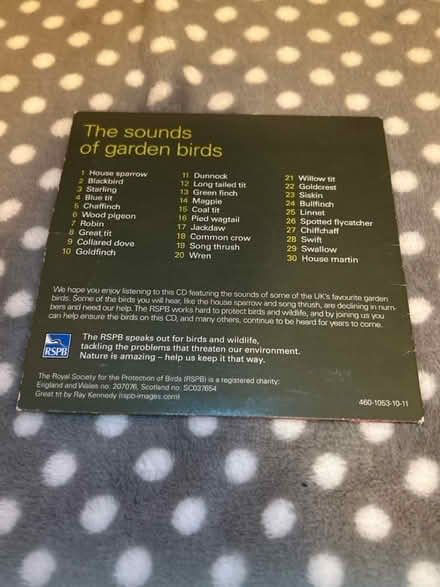 The sounds
of garden birds
1 House sparrow
2 Blackbird
3 Starling
4 Blue tit
5 Chaffinch
6 Wood pigeon
7 Robin
8 Great tit
9 Collared dove
10 Goldfinch
11 Dunnock
12 Long tailed tit
13 Green finch
14 Magpie
15 Coal tit
16 Pied wagtail
17 Jackdaw
18 Common crow
19 Song thrush
20 Wren
21 Willow tit
22 Goldcrest
23 Siskin
24 Bullfinch
25 Linnet
26 Spotted flycatcher
27 Chiffchaff
28 Swift
29 Swallow
30 House martin
We hope you enjoy listening to this CD featuring the sounds of some of the UK's favourite garden
birds. Some of the birds you will hear, like the house sparrow and song thrush, are declining in num-
bers and need our help. The RSPB works hard to protect birds and wildlife, and by joining us you
can help ensure the birds on this CD, and many others, continue to be heard for years to come.
RSPB
The RSPB speaks out for birds and wildlife,
tackling the problems that threaten our environment.
Nature is amazing – help us keep it that way.
The Royal Society for the Protection of Birds (RSPB) is a registered charity:
England and Wales no: 207076, Scotland no: SC037654
Great tit by Ray Kennedy (rspb-images.com)
460-1053-10-11